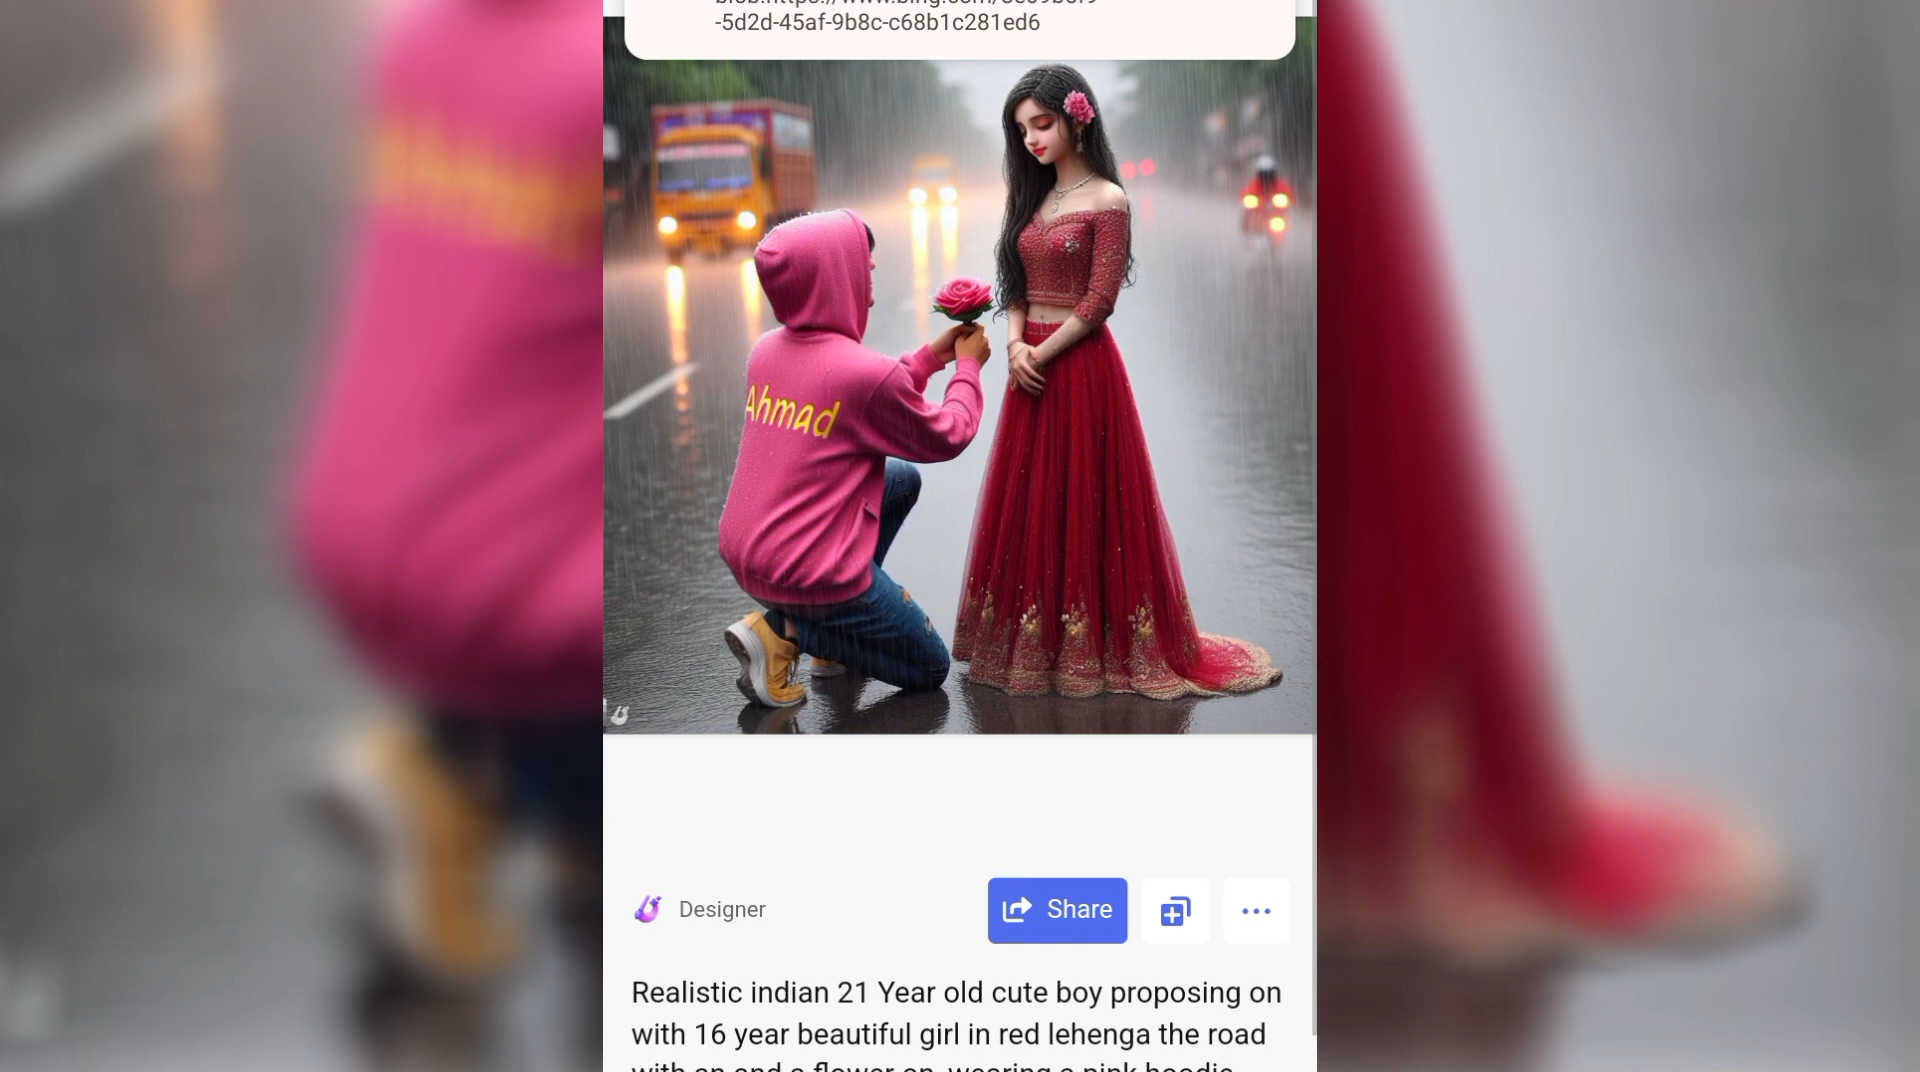 -5d2d-45af-9b8c-c68b1c281ed6
Ahmad
Designer
Share
Realistic indian 21 Year old cute boy proposing on
with 16 year beautiful girl in red lehenga the road